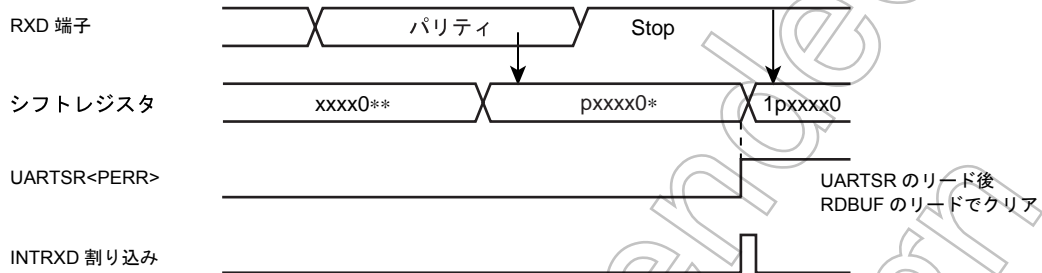 RXD 端子
パリティ
Stop
シフトレジスタ
xxxx0**
pxxxx0*
1pxxxx0
UARTSR<PERR>
UARTSR のリード後
RDBUF のリードでクリア
INTRXD 割り込み